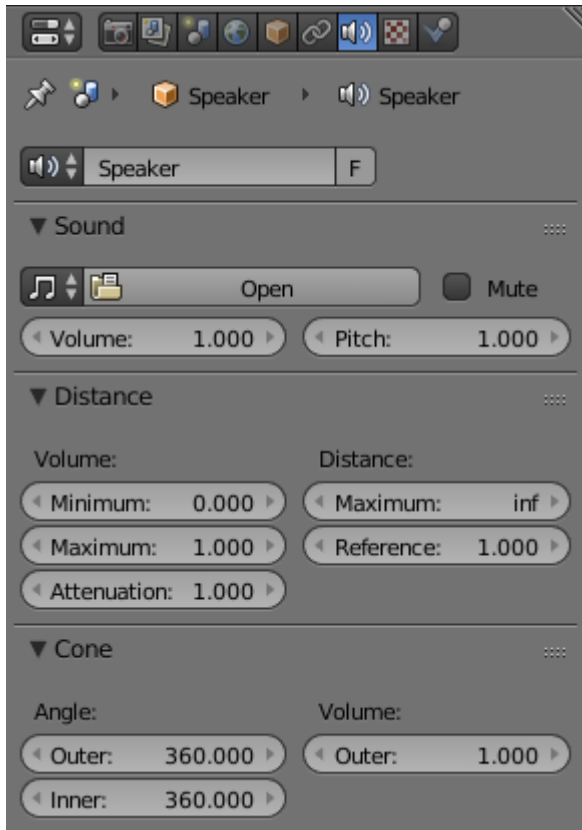 Speaker Speaker
Speaker F
Sound
Open Mute
Volume: 1.000 Pitch: 1.000
Distance
Volume: Distance:
Minimum: 0.000 Maximum: inf
Maximum: 1.000 Reference: 1.000
Attenuation: 1.000
Cone
Angle: Volume:
Outer: 360.000 Outer: 1.000
Inner: 360.000